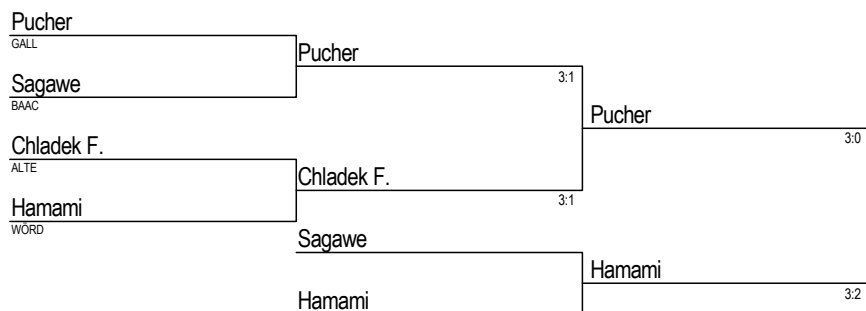 Pucher
GALL
Pucher
3:1
Sagawe
BAAC
Pucher
3:0
Chladek F.
ALTE
Chladek F.
3:1
Hamami
WÖRD
Sagawe
Hamami
3:2
Hamami